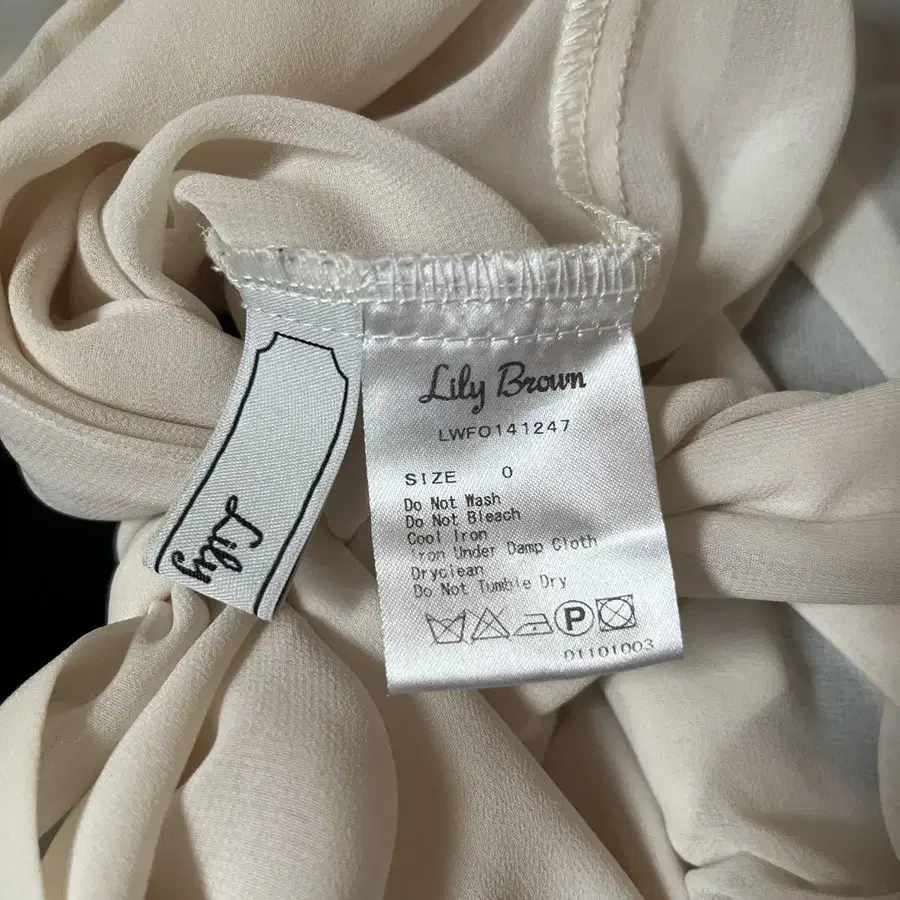 Lily Brown
LWFO141247
SIZE 0
Do Not Wash
Do Not Bleach
Cool Iron
Iron Under Damp Cloth
Dryclean
Do Not Tumble Dry
P
01101003
Lily